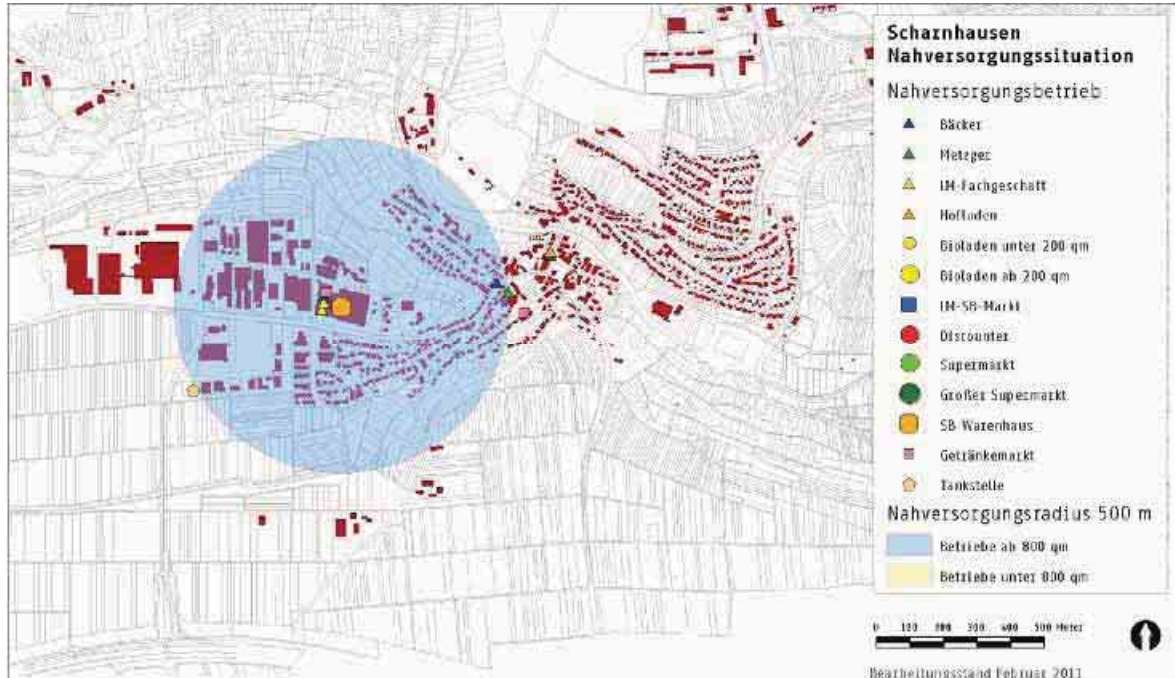 Scharnhausen
Nahversorgungssituation
Nahversorgungsbetrieb
Bäcker
Metzger
LM-Fachgeschäft
Hofladen
Bioladen unter 200 qm
Bioladen ab 200 qm
LM-SB-Markt
Discounter
Supermarkt
Großer Supermarkt
SB Warenhaus
Getränkemarkt
Tankstelle
Nahversorgungsradius 500 m
Betriebe ab 800 qm
Betriebe unter 800 qm
0 100 200 300 400 500 Meter
Bearbeitungsstand Februar 2011